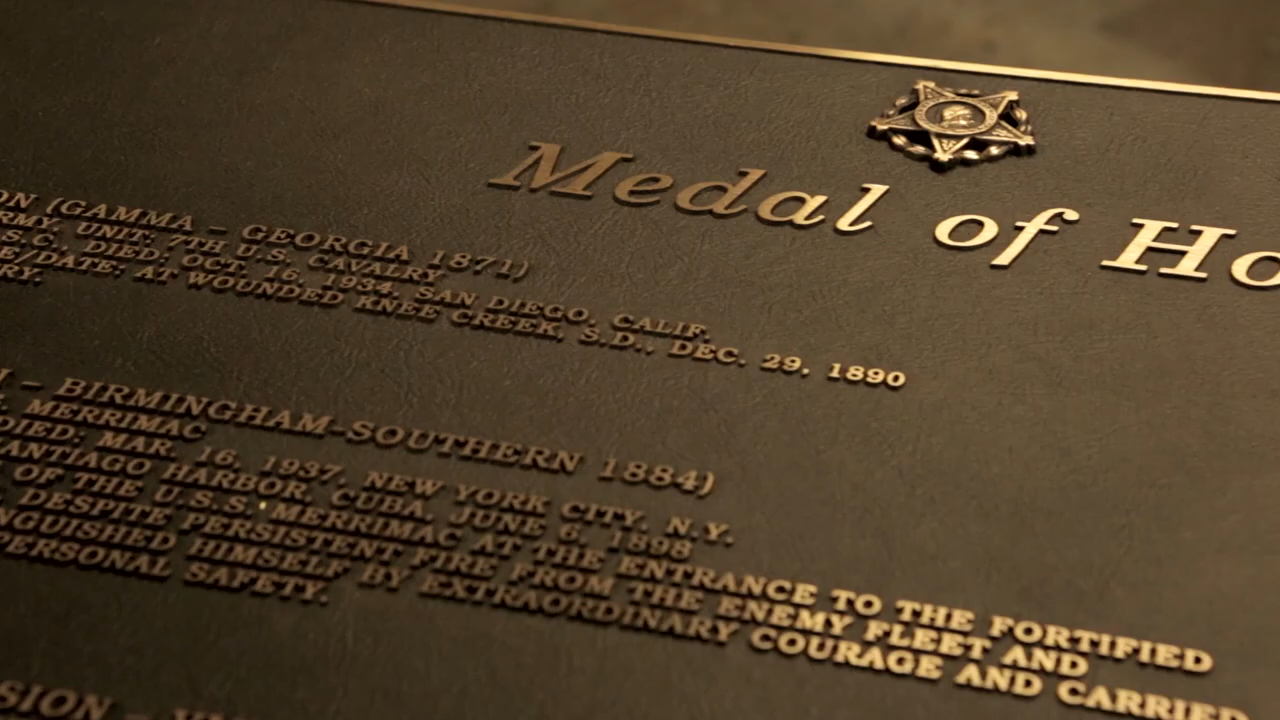 Medal of Ho
ON (GAMMA – GEORGIA 1871)
ARMY. UNIT: 7TH U.S. CAVALRY
S.C., DIED: OCT. 16, 1934, SAN DIEGO, CALIF.
E/DATE: AT WOUNDED KNEE CREEK, S.D., DEC. 29, 1890
RY.
– BIRMINGHAM-SOUTHERN 1884)
MERRIMAC
DIED: MAR. 16, 1937, NEW YORK CITY, N.Y.
ANTIAGO HARBOR, CUBA, JUNE 6, 1898
OF THE U.S.S. MERRIMAC AT THE ENTRANCE TO THE FORTIFIED
DESPITE PERSISTENT FIRE FROM THE ENEMY FLEET AND
NGUISHED HIMSELF BY EXTRAORDINARY COURAGE AND CARRIED
PERSONAL SAFETY.
SION –